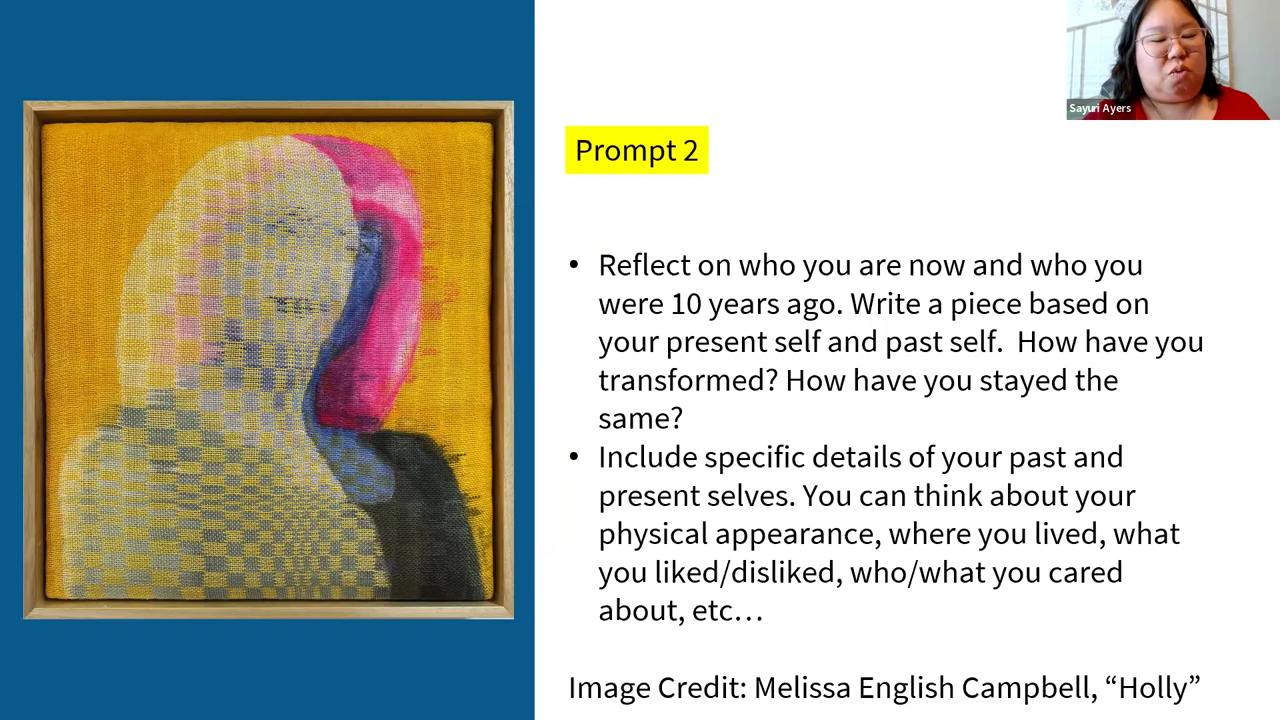 Sayuri Ayers
Prompt 2
• Reflect on who you are now and who you
were 10 years ago. Write a piece based on
your present self and past self.  How have you
transformed? How have you stayed the
same?
• Include specific details of your past and
present selves. You can think about your
physical appearance, where you lived, what
you liked/disliked, who/what you cared
about, etc…
Image Credit: Melissa English Campbell, “Holly”